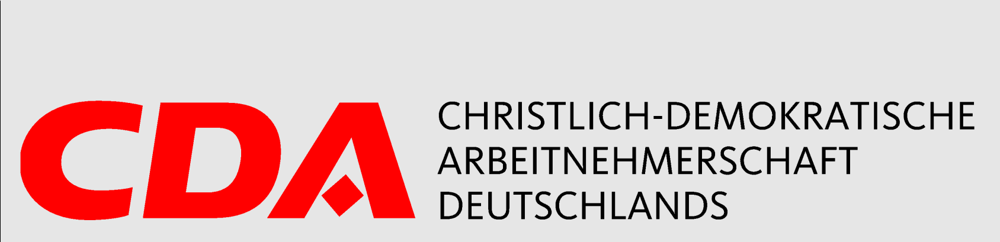 CDA
CHRISTLICH-DEMOKRATISCHE
ARBEITNEHMERSCHAFT
DEUTSCHLANDS